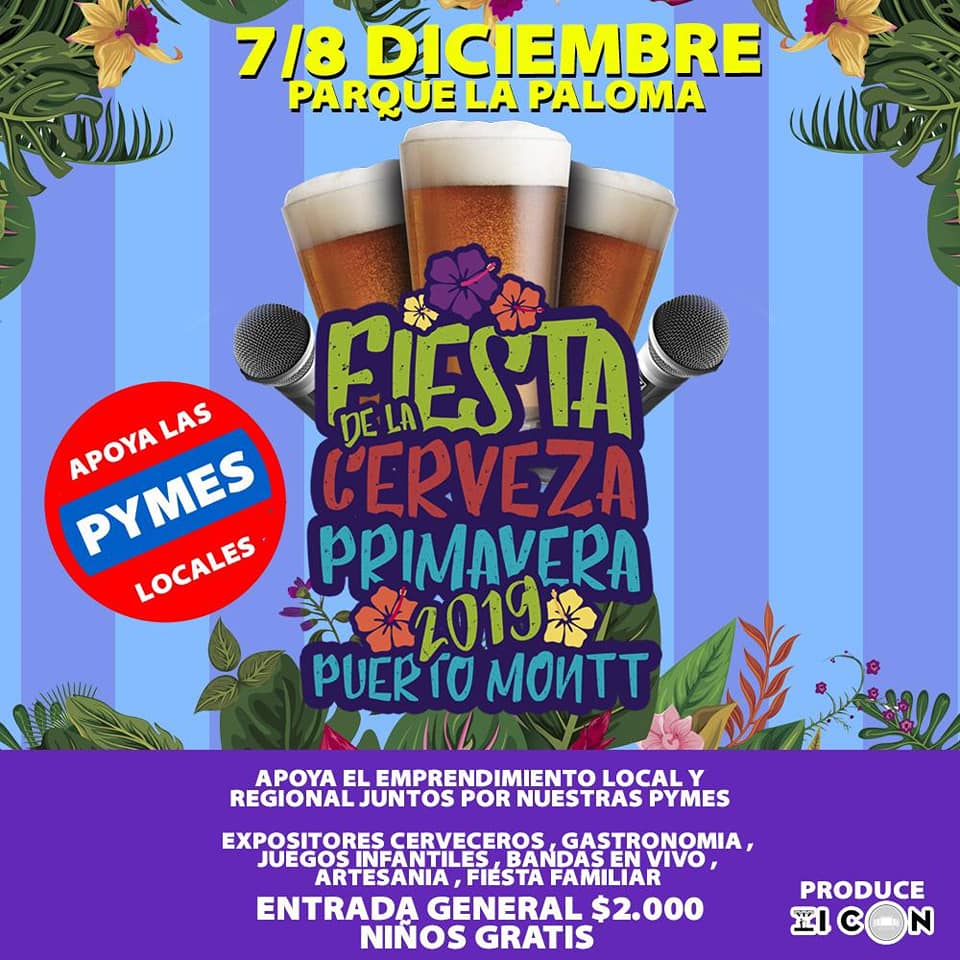 7/8 DICIEMBRE
PARQUE LA PALOMA
FIESTA
DE LA
CERVEZA
PRIMAVERA
2019
PUERTO MONTT
APOYA LAS
PYMES
LOCALES
APOYA EL EMPRENDIMIENTO LOCAL Y
REGIONAL JUNTOS POR NUESTRAS PYMES
EXPOSITORES CERVECEROS , GASTRONOMIA ,
JUEGOS INFANTILES , BANDAS EN VIVO ,
ARTESANIA , FIESTA FAMILIAR
ENTRADA GENERAL $2.000
NIÑOS GRATIS
PRODUCE
ICON